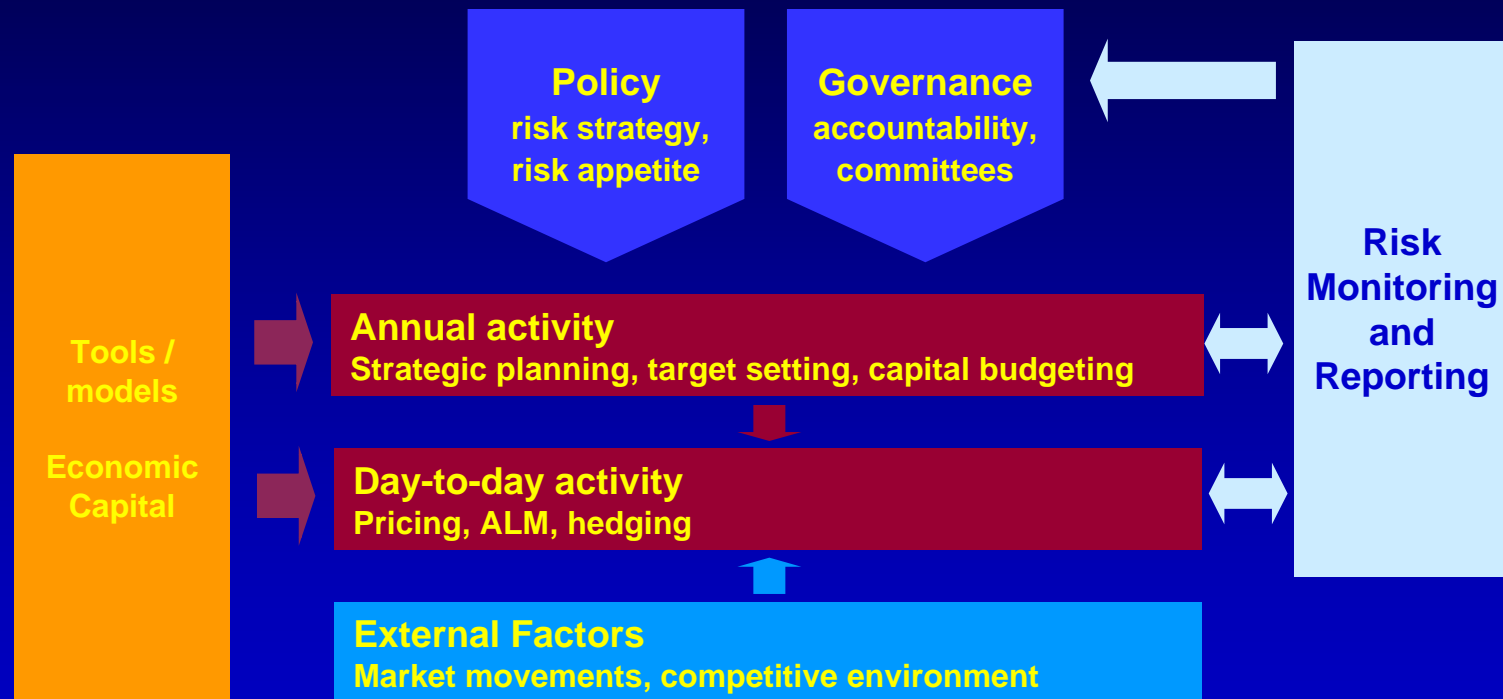 Policy
risk strategy,
risk appetite
Governance
accountability,
committees
Tools /
models
Economic
Capital
Annual activity
Strategic planning, target setting, capital budgeting
Day-to-day activity
Pricing, ALM, hedging
External Factors
Market movements, competitive environment
Risk
Monitoring
and
Reporting